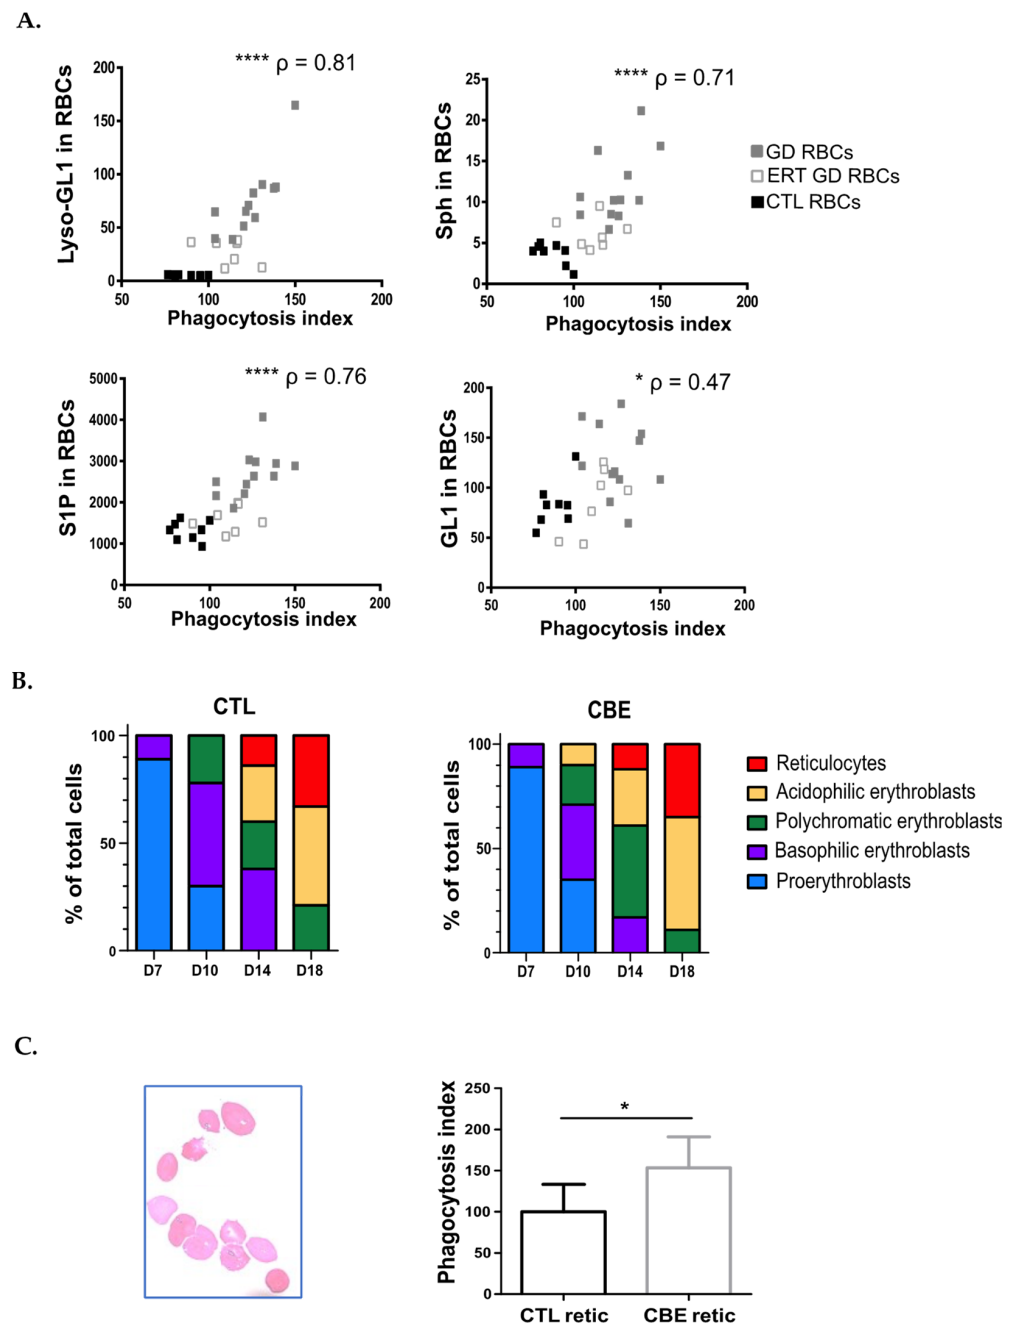 A.
**** ρ = 0.81
Lyso-GL1 in RBCs
200
150
100
50
0
50 100 150 200
Phagocytosis index
**** ρ = 0.71
Sph in RBCs
25
20
15
10
5
0
50 100 150 200
Phagocytosis index
GD RBCs
ERT GD RBCs
CTL RBCs
**** ρ = 0.76
S1P in RBCs
5000
4000
3000
2000
1000
0
50 100 150 200
Phagocytosis index
* ρ = 0.47
GL1 in RBCs
200
150
100
50
0
50 100 150 200
Phagocytosis index
B.
CTL
% of total cells
100
50
0
D7 D10 D14 D18
CBE
% of total cells
100
50
0
D7 D10 D14 D18
Reticulocytes
Acidophilic erythroblasts
Polychromatic erythroblasts
Basophilic erythroblasts
Proerythroblasts
C.
Phagocytosis index
250
200
150
100
50
0
*
CTL retic CBE retic